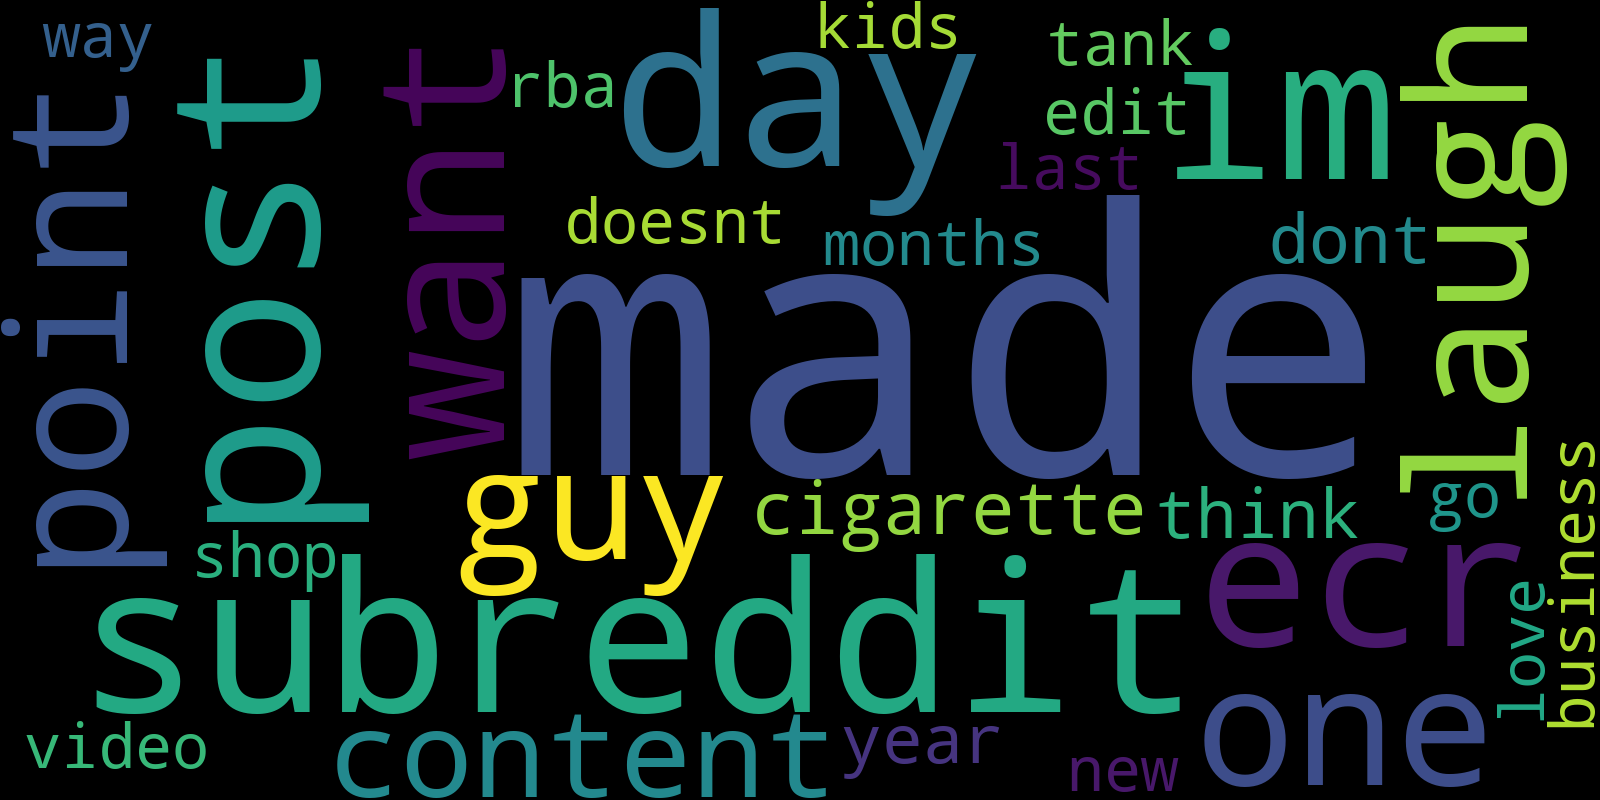 way
kids
tank
rba
day
im
edit
last
laugh
point
post
want
doesnt
months
dont
made
guy
cigarette
think
go
business
shop
subreddit
ecr
love
video
content
year
new
one